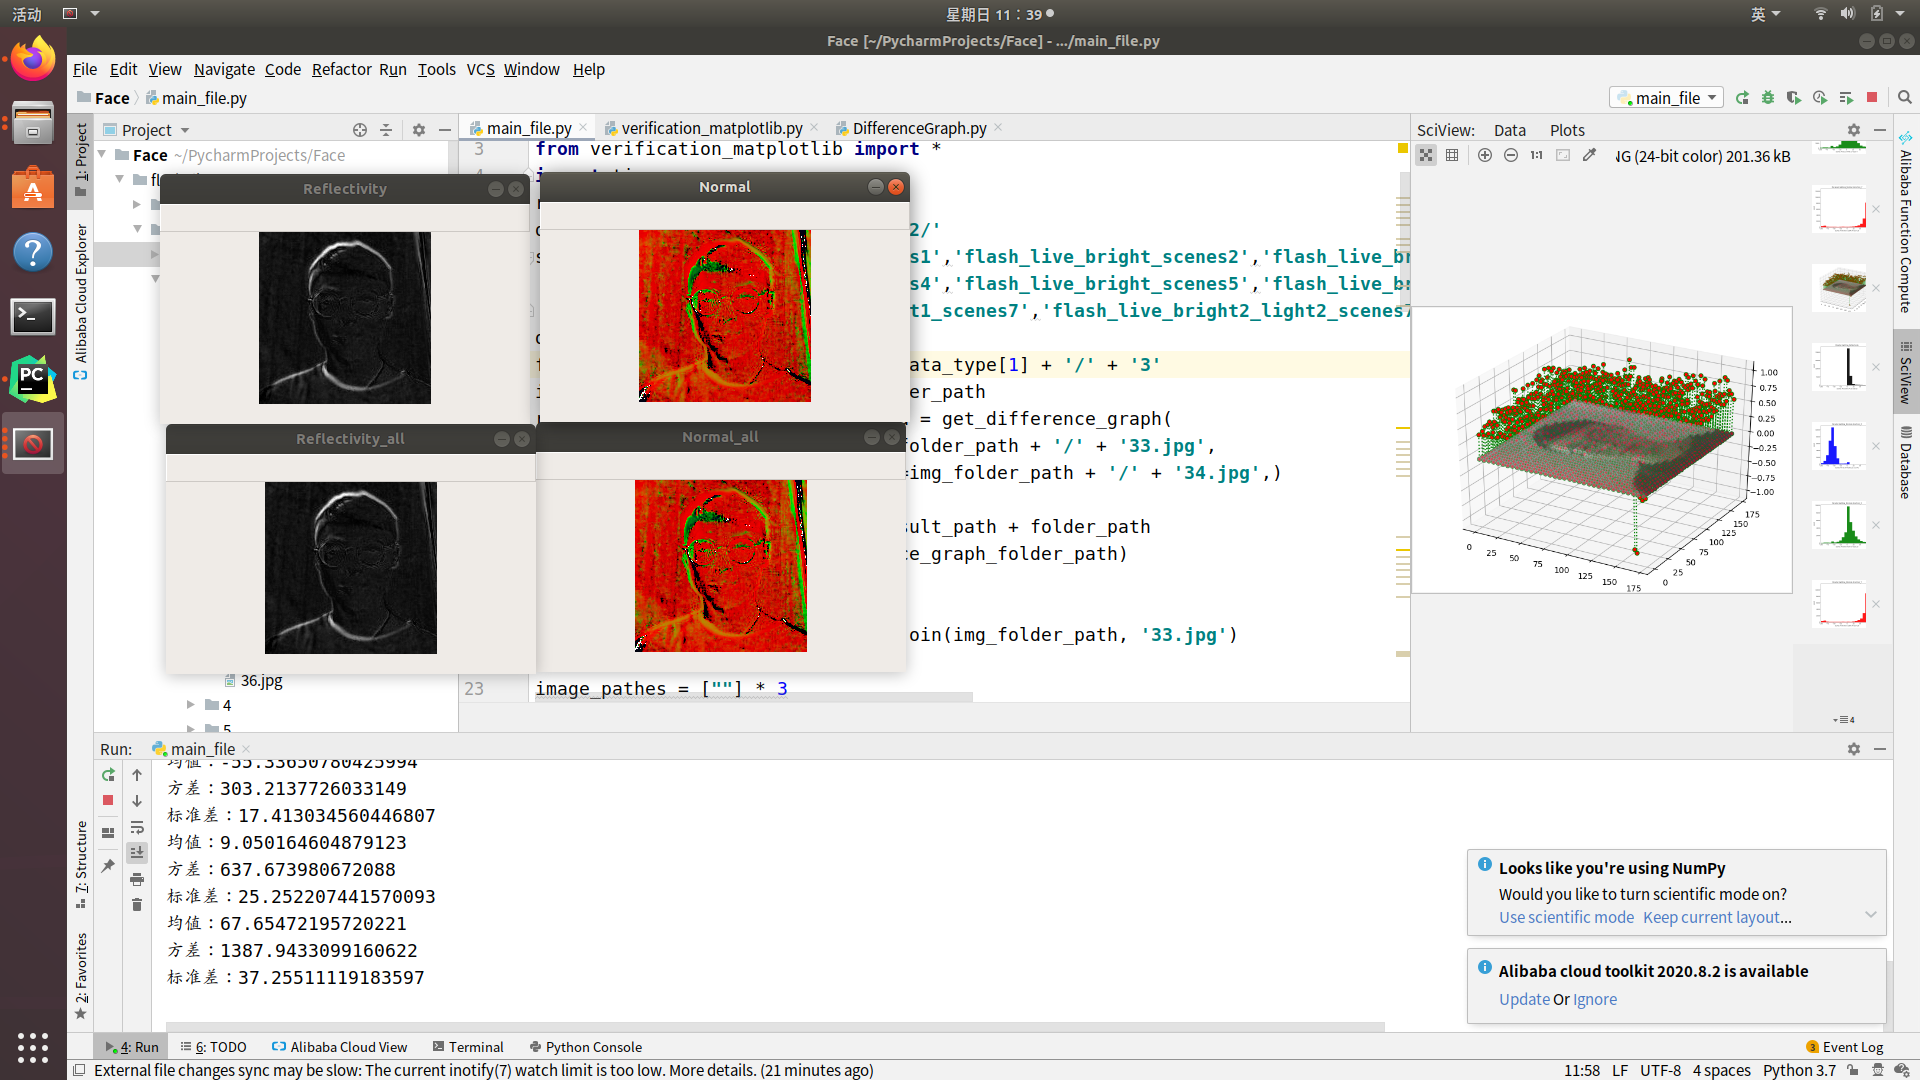 活动
星期日 11：39
英
Face [~/PycharmProjects/Face] - .../main_file.py
File Edit View Navigate Code Refactor Run Tools VCS Window Help
Face main_file.py
main_file
1: Project
Alibaba Cloud Explorer
7: Structure
2: Favorites
Project
Face ~/PycharmProjects/Face
36.jpg
4
5
main_file.py
verification_matplotlib.py
DifferenceGraph.py
3 from verification_matplotlib import *
2/'
s1','flash_live_bright_scenes2','flash_live_br
s4','flash_live_bright_scenes5','flash_live_br
t1_scenes7','flash_live_bright2_light2_scenes7
ata_type[1] + '/' + '3'
er_path
= get_difference_graph(
older_path + '/' + '33.jpg',
=img_folder_path + '/' + '34.jpg',)
sult_path + folder_path
ce_graph_folder_path)
oin(img_folder_path, '33.jpg')
23 image_pathes = [""] * 3
Reflectivity
Normal
Reflectivity_all
Normal_all
SciView: Data Plots
1:1
NG (24-bit color) 201.36 kB
1.00
0.75
0.50
0.25
0.00
−0.25
−0.50
−0.75
−1.00
0 25 50 75 100 125 150 175
0 25 50 75 100 125 150 175
4
Alibaba Function Compute
SciView
Database
Run: main_file
均值：-55.33650780425994
方差：303.2137726033149
标准差：17.413034560446807
均值：9.050164604879123
方差：637.673980672088
标准差：25.252207441570093
均值：67.65472195720221
方差：1387.9433099160622
标准差：37.25511119183597
Looks like you're using NumPy
Would you like to turn scientific mode on?
Use scientific mode Keep current layout...
Alibaba cloud toolkit 2020.8.2 is available
Update Or Ignore
4: Run 6: TODO Alibaba Cloud View Terminal Python Console
3 Event Log
External file changes sync may be slow: The current inotify(7) watch limit is too low. More details. (21 minutes ago)
11:58 LF UTF-8 4 spaces Python 3.7